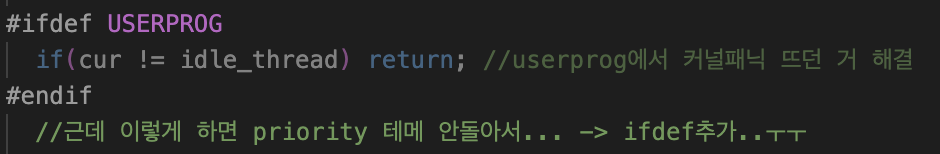 #ifdef USERPROG
if(cur != idle_thread) return; //userprog에서 커널패닉 뜨던 거 해결
#endif
//근데 이렇게 하면 priority 테메 안돌아서... -> ifdef추가..ㅜㅜ